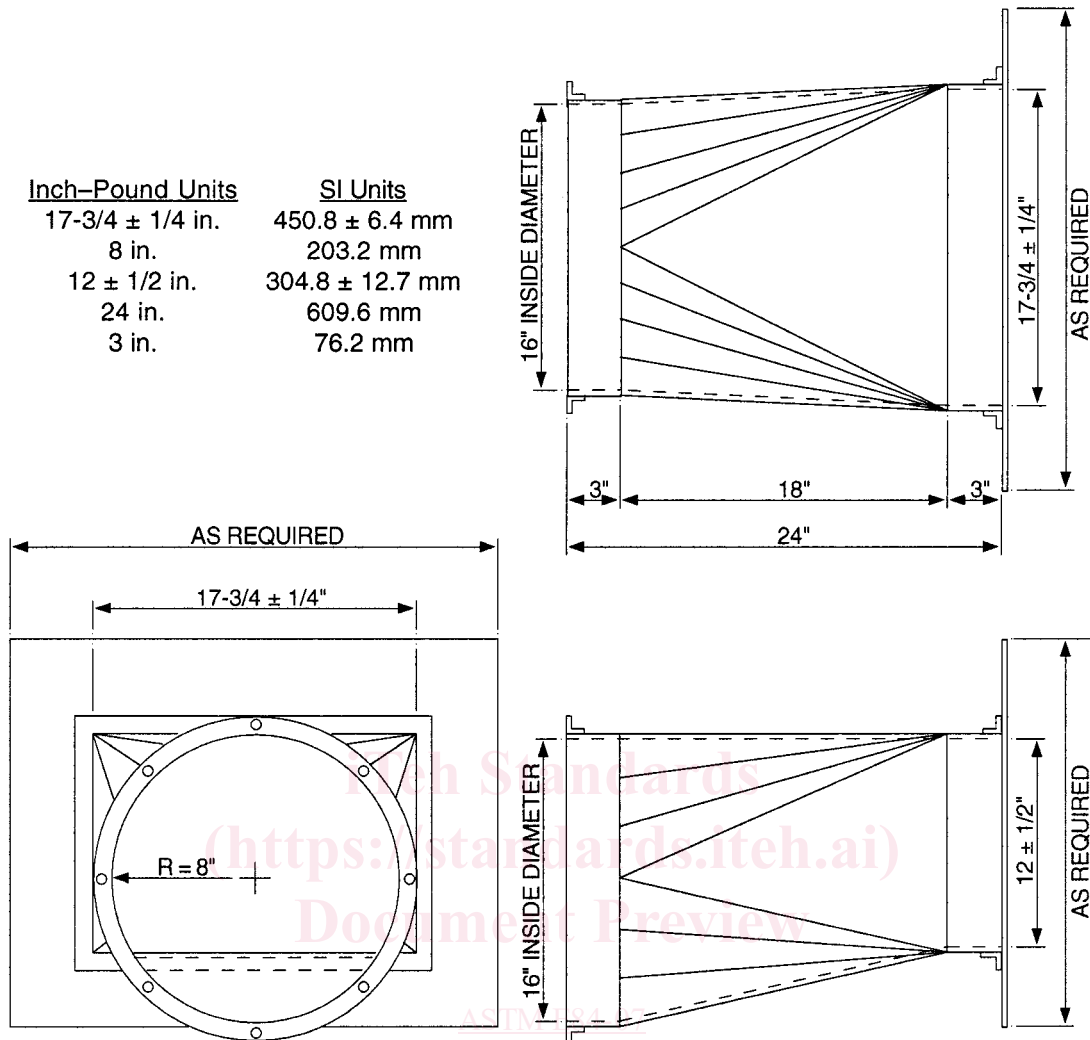 Inch–Pound Units SI Units
17-3/4 ± 1/4 in. 450.8 ± 6.4 mm
8 in. 203.2 mm
12 ± 1/2 in. 304.8 ± 12.7 mm
24 in. 609.6 mm
3 in. 76.2 mm
16" INSIDE DIAMETER
17-3/4 ± 1/4"
AS REQUIRED
3" 18" 3"
24"
AS REQUIRED
17-3/4 ± 1/4"
R = 8"
16" INSIDE DIAMETER
12 ± 1/2"
AS REQUIRED
iTeh Standards
(https://standards.iteh.ai)
Document Preview